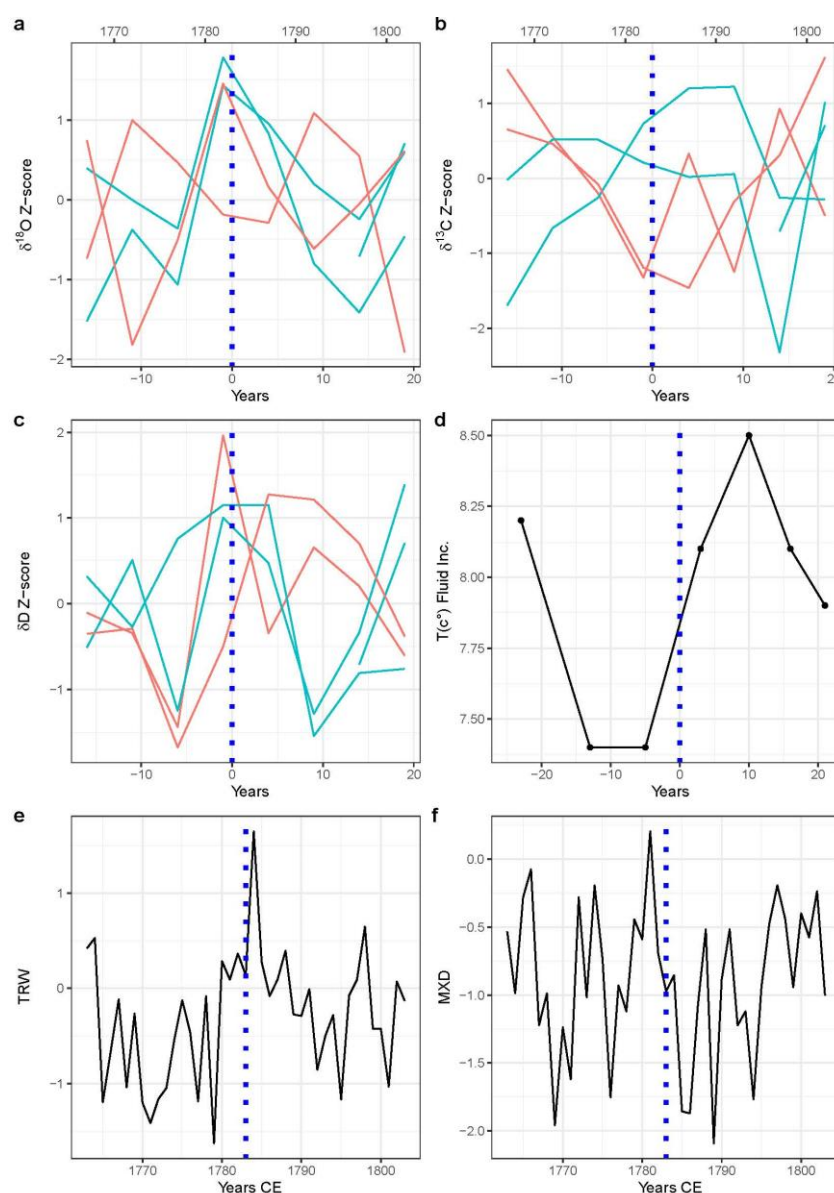 a
1770 1780 1790 1800
δ18O Z-score
1
0
−1
−2
−10 0 10 20
Years
b
1770 1780 1790 1800
δ13C Z-score
1
0
−1
−2
−10 0 10 20
Years
c
δD Z-score
2
1
0
−1
−10 0 10 20
Years
d
T(c°) Fluid Inc.
8.50
8.25
8.00
7.75
7.50
−20 −10 0 10 20
Years
e
TRW
1
0
−1
1770 1780 1790 1800
Years CE
f
MXD
0.0
−0.5
−1.0
−1.5
−2.0
1770 1780 1790 1800
Years CE